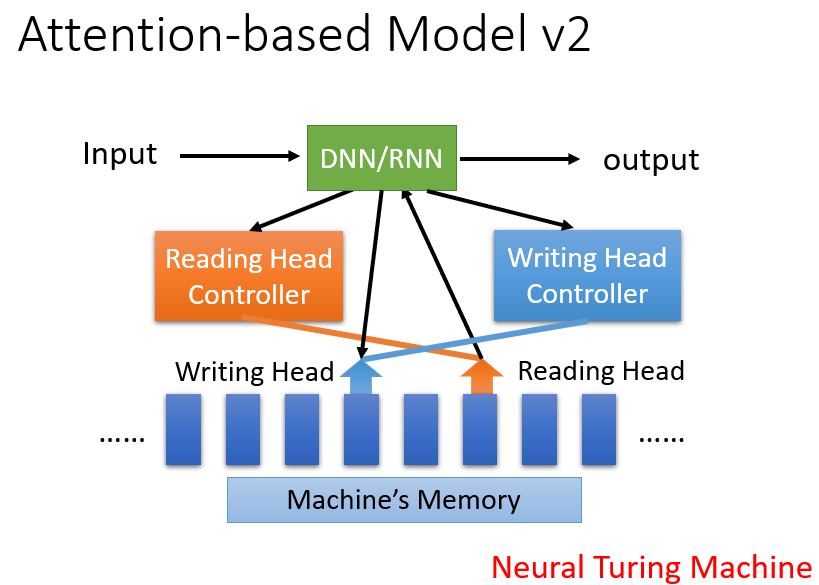 Attention-based Model v2
Input
DNN/RNN
output
Reading Head
Controller
Writing Head
Controller
Writing Head
Reading Head
……
……
Machine’s Memory
Neural Turing Machine